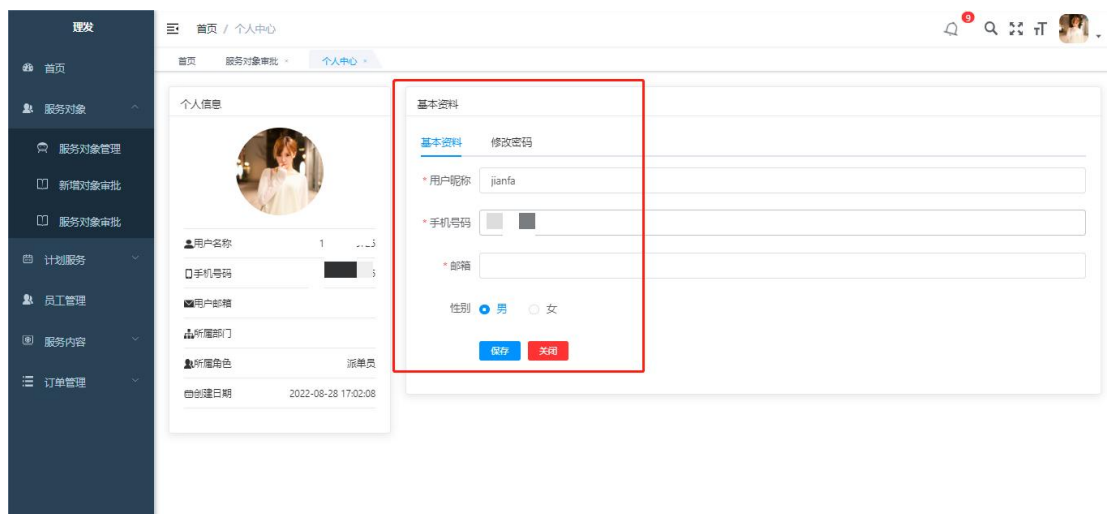 理发
首页 / 个人中心
9
首页
服务对象审批 ×
个人中心 ×
首页
服务对象
服务对象管理
新增对象审批
服务对象审批
计划服务
员工管理
服务内容
订单管理
个人信息
用户名称 1
手机号码
用户邮箱
所属部门
所属角色 派单员
创建日期 2022-08-28 17:02:08
基本资料
基本资料 修改密码
* 用户昵称 jianfa
* 手机号码
* 邮箱
性别 男 女
保存 关闭